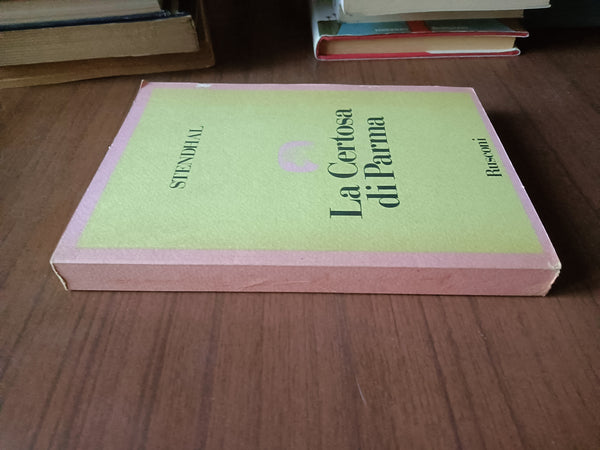 STENDHAL
La Certosa
di Parma
Rusconi